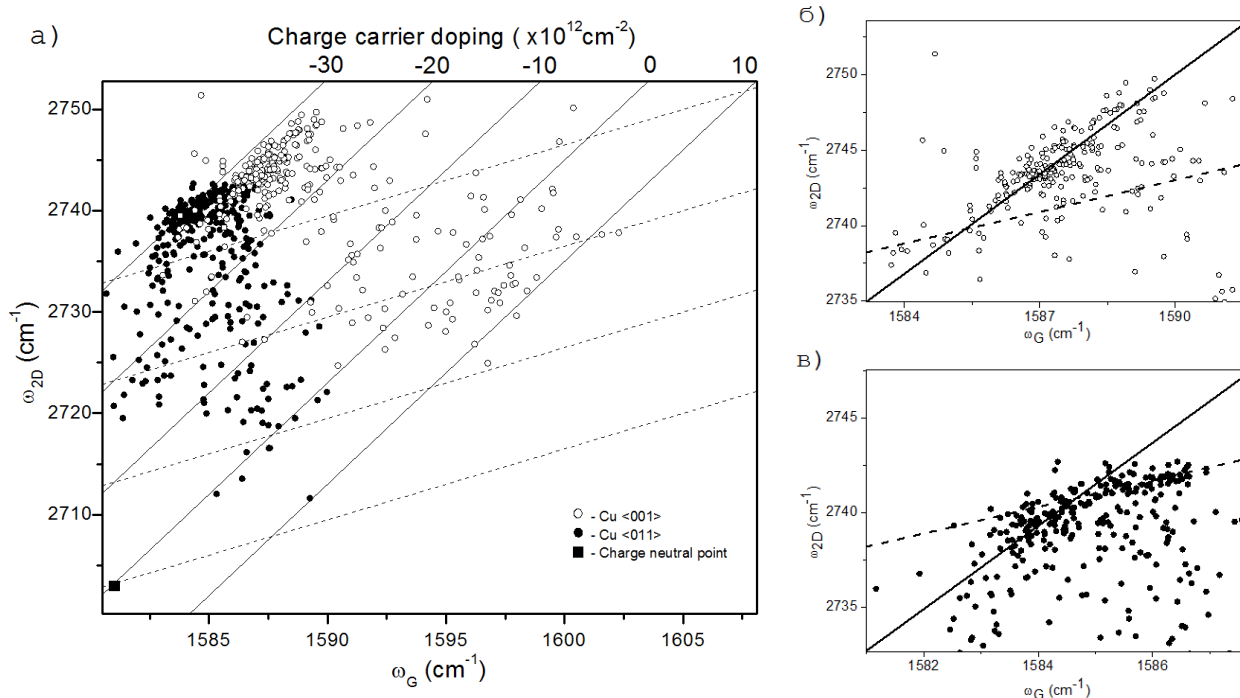 а)
Charge carrier doping ( x10¹²cm⁻²)
-30 -20 -10 0 10
2750
2740
2730
2720
2710
ω2D (cm⁻¹)
1585 1590 1595 1600 1605
ωG (cm⁻¹)
○ - Cu <001>
● - Cu <011>
■ - Charge neutral point
б)
2750
2745
2740
2735
ω2D (cm⁻¹)
1584 1587 1590
ωG (cm⁻¹)
в)
2745
2740
2735
ω2D (cm⁻¹)
1582 1584 1586
ωG (cm⁻¹)